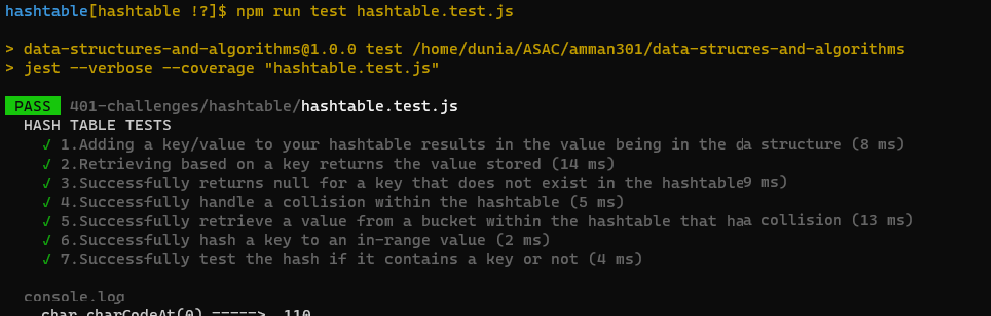 hashtable[hashtable !?]$ npm run test hashtable.test.js
> data-structures-and-algorithms@1.0.0 test /home/dunia/ASAC/amman301/data-strucres-and-algorithms
> jest --verbose --coverage "hashtable.test.js"
PASS 401-challenges/hashtable/hashtable.test.js
HASH TABLE TESTS
✓ 1.Adding a key/value to your hashtable results in the value being in the da structure (8 ms)
✓ 2.Retrieving based on a key returns the value stored (14 ms)
✓ 3.Successfully returns null for a key that does not exist in the hashtable9 ms)
✓ 4.Successfully handle a collision within the hashtable (5 ms)
✓ 5.Successfully retrieve a value from a bucket within the hashtable that haa collision (13 ms)
✓ 6.Successfully hash a key to an in-range value (2 ms)
✓ 7.Successfully test the hash if it contains a key or not (4 ms)
console.log
char.charCodeAt(0) =====> 110